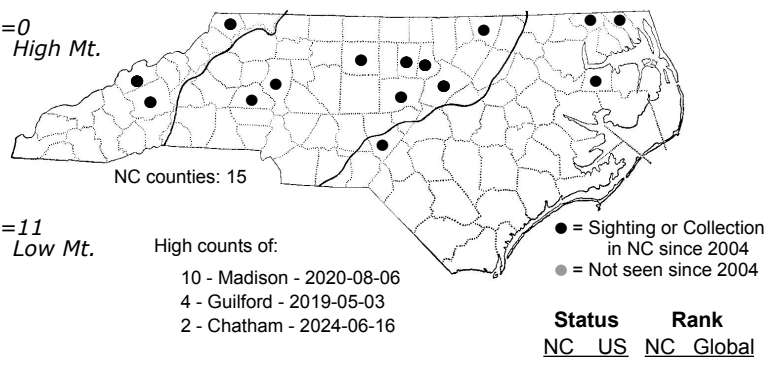 =0
High Mt.
NC counties: 15
=11
Low Mt.
High counts of:
10 - Madison - 2020-08-06
4 - Guilford - 2019-05-03
2 - Chatham - 2024-06-16
● = Sighting or Collection
in NC since 2004
● = Not seen since 2004
Status Rank
NC US NC Global